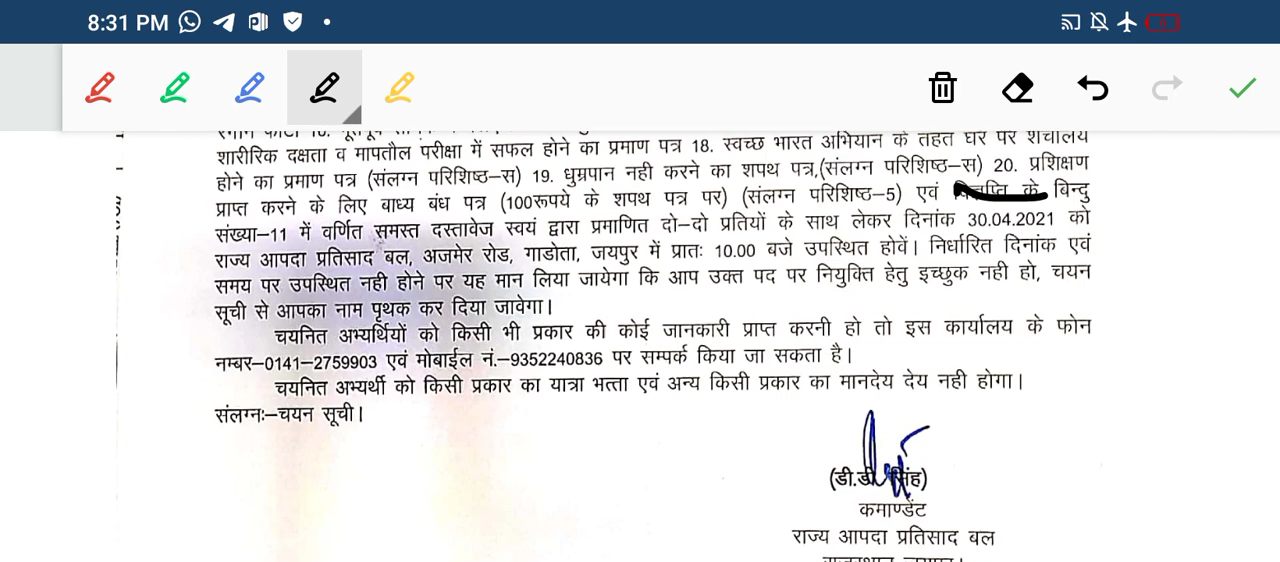 8:31 PM
शारीरिक दक्षता व मापतौल परीक्षा में सफल होने का प्रमाण पत्र 18. स्वच्छ भारत अभियान के तहत घर पर शौचालय
होने का प्रमाण पत्र (संलग्न परिशिष्ठ–स) 19. धुम्रपान नही करने का शपथ पत्र,(संलग्न परिशिष्ठ–स) 20. प्रशिक्षण
प्राप्त करने के लिए बाध्य बंध पत्र (100रूपये के शपथ पत्र पर) (संलग्न परिशिष्ठ–5) एवं बिन्दु
संख्या–11 में वर्णित समस्त दस्तावेज स्वयं द्वारा प्रमाणित दो–दो प्रतियों के साथ लेकर दिनांक 30.04.2021 को
राज्य आपदा प्रतिसाद बल, अजमेर रोड, गाडोता, जयपुर में प्रातः 10.00 बजे उपस्थित होवें। निर्धारित दिनांक एवं
समय पर उपस्थित नही होने पर यह मान लिया जायेगा कि आप उक्त पद पर नियुक्ति हेतु इच्छुक नही हो, चयन
सूची से आपका नाम पृथक कर दिया जावेगा।
चयनित अभ्यर्थियों को किसी भी प्रकार की कोई जानकारी प्राप्त करनी हो तो इस कार्यालय के फोन
नम्बर–0141–2759903 एवं मोबाईल नं.–9352240836 पर सम्पर्क किया जा सकता है।
चयनित अभ्यर्थी को किसी प्रकार का यात्रा भत्ता एवं अन्य किसी प्रकार का मानदेय देय नही होगा।
संलग्नः–चयन सूची।
(डी.डी. सिंह)
कमाण्डेंट
राज्य आपदा प्रतिसाद बल